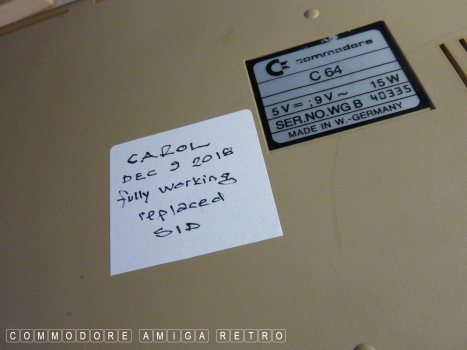 commodore
C 64
5V⎓ ; 9V∼ 15W
SER.NO. WG B 40335
MADE IN W.-GERMANY
CAROL
DEC 9 2018
fully working
replaced
SID
COMMODORE AMIGA RETRO